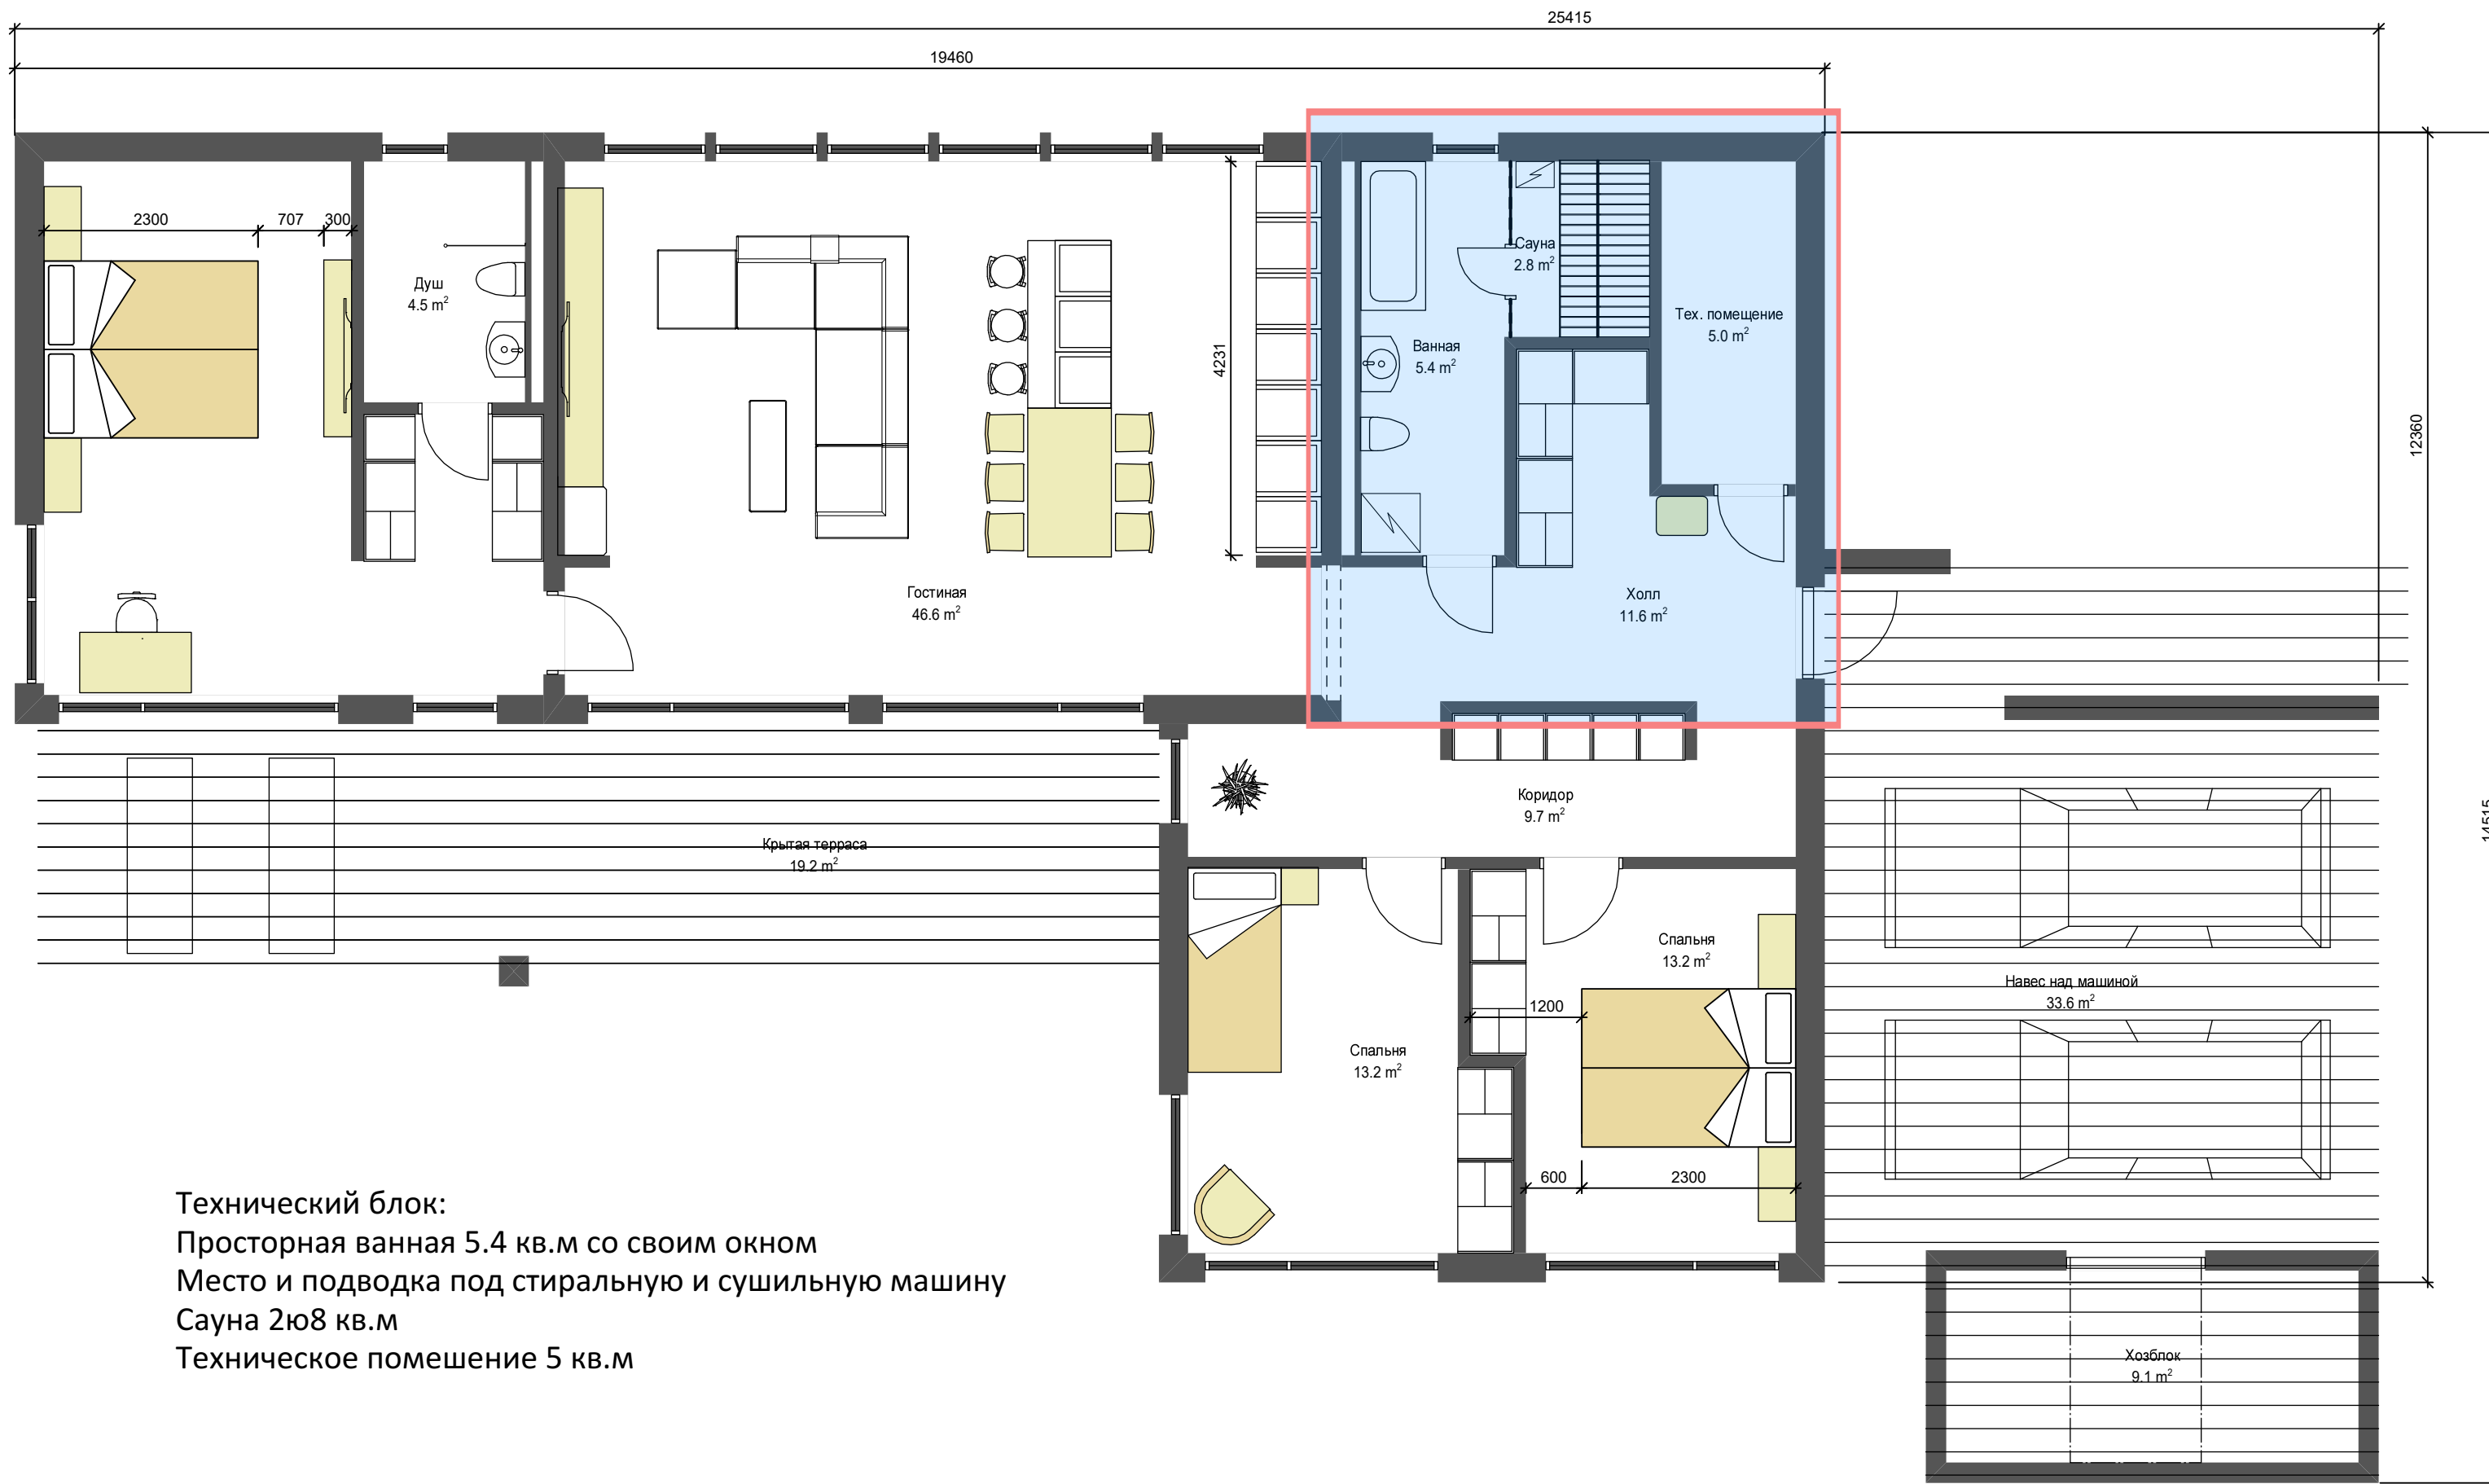 25415
19460
2300 707 300
Душ
4.5 m²
4231
Сауна
2.8 m²
Тех. помещение
5.0 m²
Ванная
5.4 m²
12360
Гостиная
46.6 m²
Холл
11.6 m²
Коридор
9.7 m²
14515
Крытая терраса
19.2 m²
Спальня
13.2 m²
Навес над машиной
33.6 m²
1200
Спальня
13.2 m²
600 2300
Технический блок:
Просторная ванная 5.4 кв.м со своим окном
Место и подводка под стиральную и сушильную машину
Сауна 2ю8 кв.м
Техническое помешение 5 кв.м
Хозблок
9.1 m²